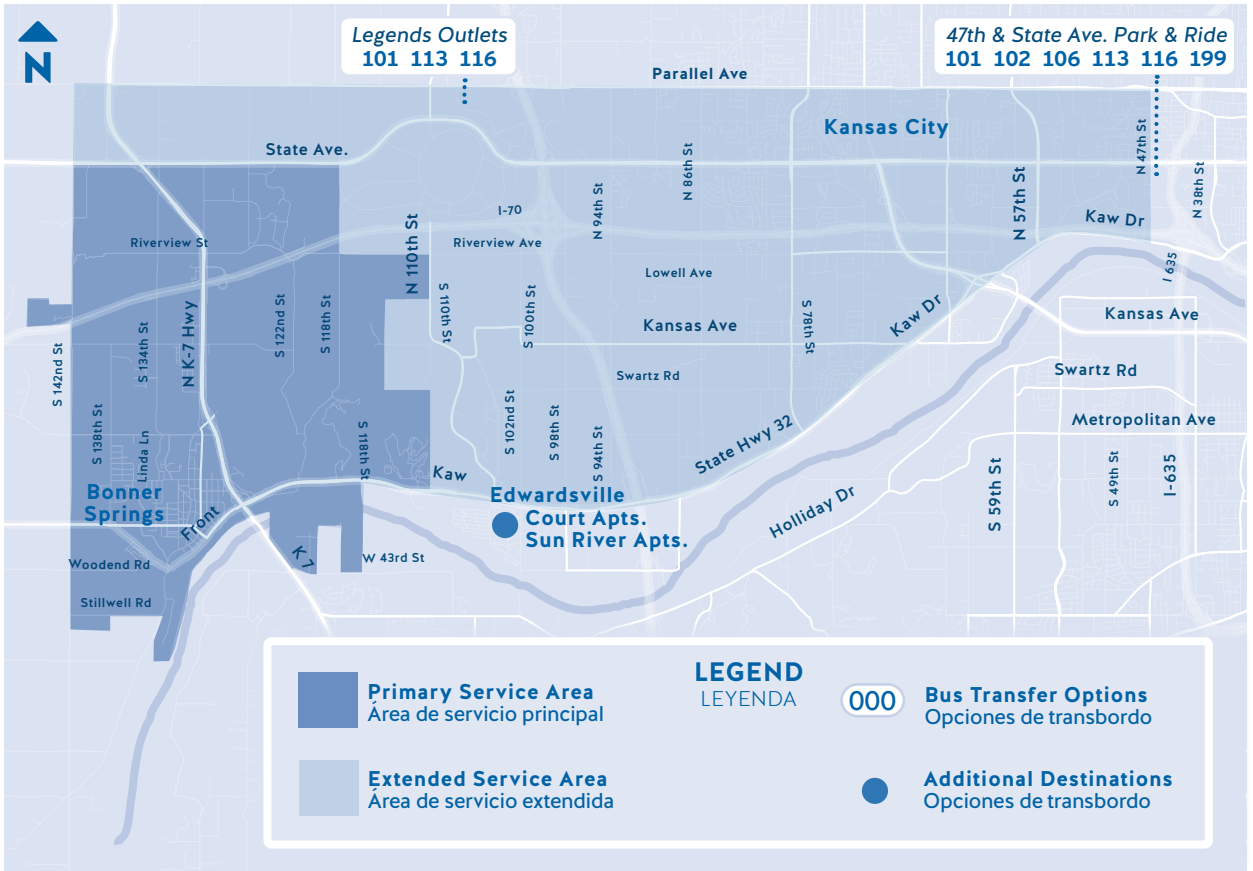 N
Legends Outlets
101 113 116
47th & State Ave. Park & Ride
101 102 106 113 116 199
Parallel Ave
Kansas City
State Ave.
N 47th St
N 86th St
N 38th St
N 57th St
N 94th St
I-70
Kaw Dr
Riverview St
Riverview Ave
N 110th St
Lowell Ave
I 635
S 110th St
S 100th St
S 122nd St
S 118th St
N K-7 Hwy
S 134th St
S 142nd St
Kansas Ave
S 78th St
Kaw Dr
Kansas Ave
Swartz Rd
Swartz Rd
S 138th St
Linda Ln
S 118th St
S 102nd St
S 98th St
S 94th St
State Hwy 32
Metropolitan Ave
S 59th St
S 49th St
I-635
Kaw
Bonner
Springs
Front
Edwardsville
Court Apts.
Sun River Apts.
Holliday Dr
K 7
W 43rd St
Woodend Rd
Stillwell Rd
LEGEND
LEYENDA
Primary Service Area
Área de servicio principal
000
Bus Transfer Options
Opciones de transbordo
Extended Service Area
Área de servicio extendida
Additional Destinations
Opciones de transbordo